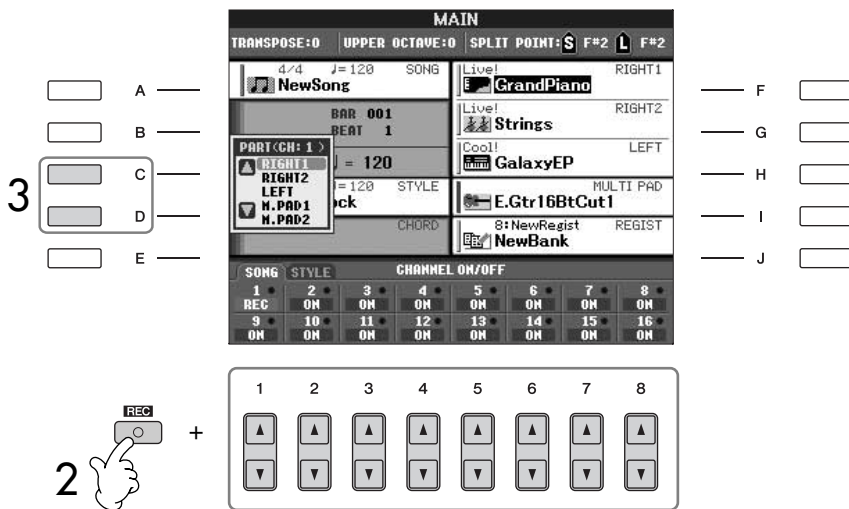 MAIN
TRANSPOSE:0 UPPER OCTAVE:0 SPLIT POINT: S F#2 L F#2
4/4 ♩=120 SONG
NewSong
Live! RIGHT1
GrandPiano
BAR 001
BEAT 1
Live! RIGHT2
Strings
PART(CH: 1 )
RIGHT1
RIGHT2
LEFT
M.PAD1
M.PAD2
= 120
Cool! LEFT
GalaxyEP
=120 STYLE
ck
MULTI PAD
E.Gtr16BtCut1
CHORD
8:NewRegist REGIST
NewBank
SONG STYLE CHANNEL ON/OFF
1 2 3 4 5 6 7 8
REC ON ON ON ON ON ON ON
9 10 11 12 13 14 15 16
ON ON ON ON ON ON ON ON
A
B
C
D
E
F
G
H
I
J
3
1 2 3 4 5 6 7 8
REC
+
2